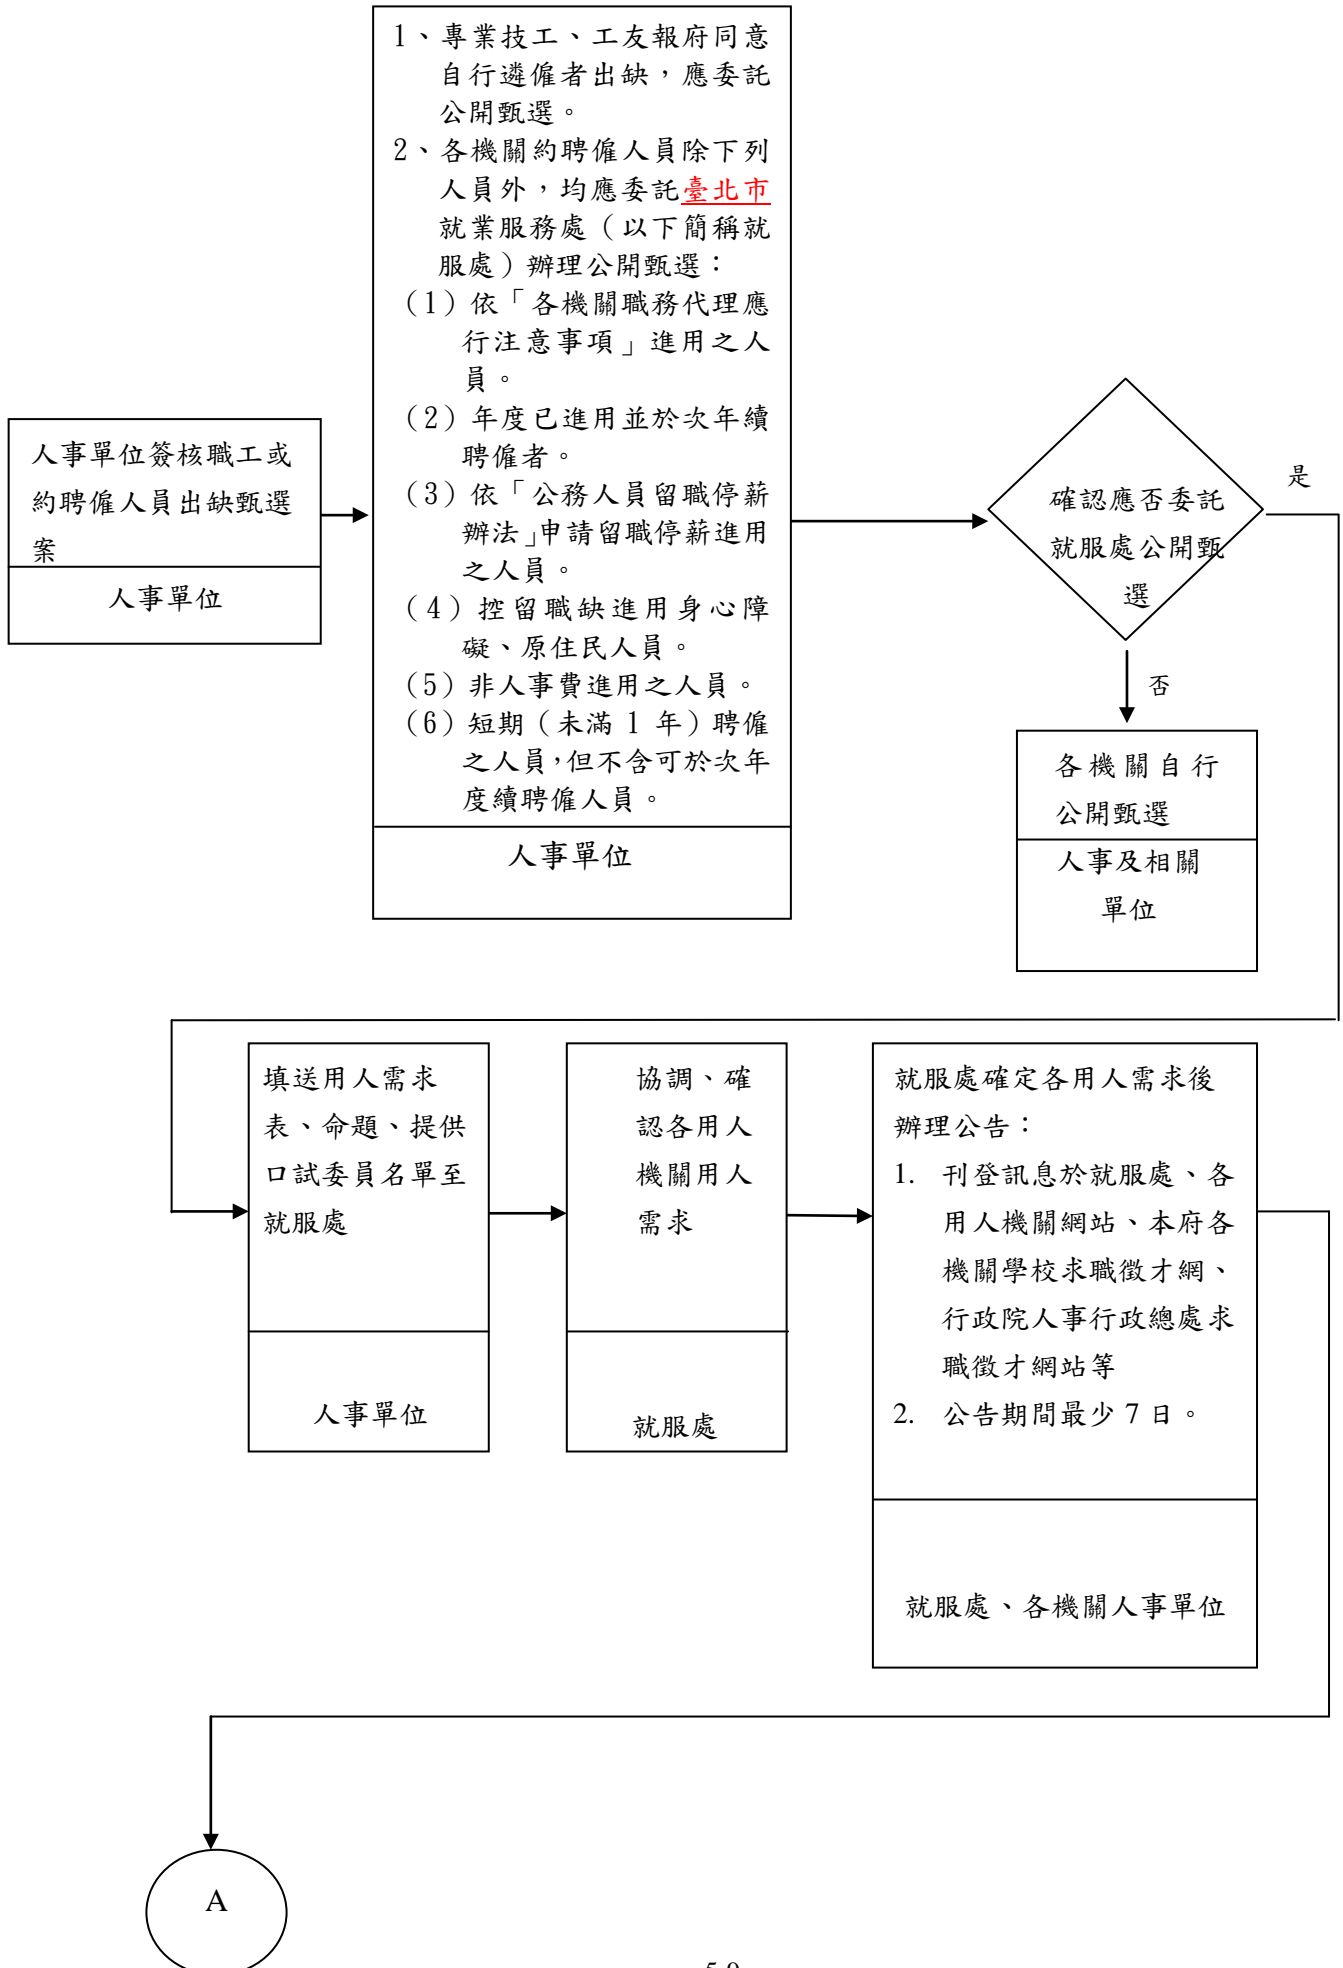 人事單位簽核職工或
約聘僱人員出缺甄選
案
人事單位
1、專業技工、工友報府同意
自行遴僱者出缺，應委託
公開甄選。
2、各機關約聘僱人員除下列
人員外，均應委託臺北市
就業服務處（以下簡稱就
服處）辦理公開甄選：
（1）依「各機關職務代理應
行注意事項」進用之人
員。
（2）年度已進用並於次年續
聘僱者。
（3）依「公務人員留職停薪
辦法」申請留職停薪進用
之人員。
（4）控留職缺進用身心障
礙、原住民人員。
（5）非人事費進用之人員。
（6）短期（未滿 1 年）聘僱
之人員，但不含可於次年
度續聘僱人員。
人事單位
確認應否委託
就服處公開甄
選
是
否
各機關自行
公開甄選
人事及相關
單位
填送用人需求
表、命題、提供
口試委員名單至
就服處
人事單位
協調、確
認各用人
機關用人
需求
就服處
就服處確定各用人需求後
辦理公告：
1. 刊登訊息於就服處、各
用人機關網站、本府各
機關學校求職徵才網、
行政院人事行政總處求
職徵才網站等
2. 公告期間最少 7 日。
就服處、各機關人事單位
A